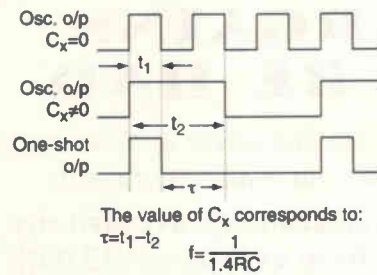 Osc. o/p
Cx=0
t1
Osc. o/p
Cx≠0
t2
One-shot
o/p
τ
The value of Cx corresponds to:
τ=t1−t2
f=1/1.4RC